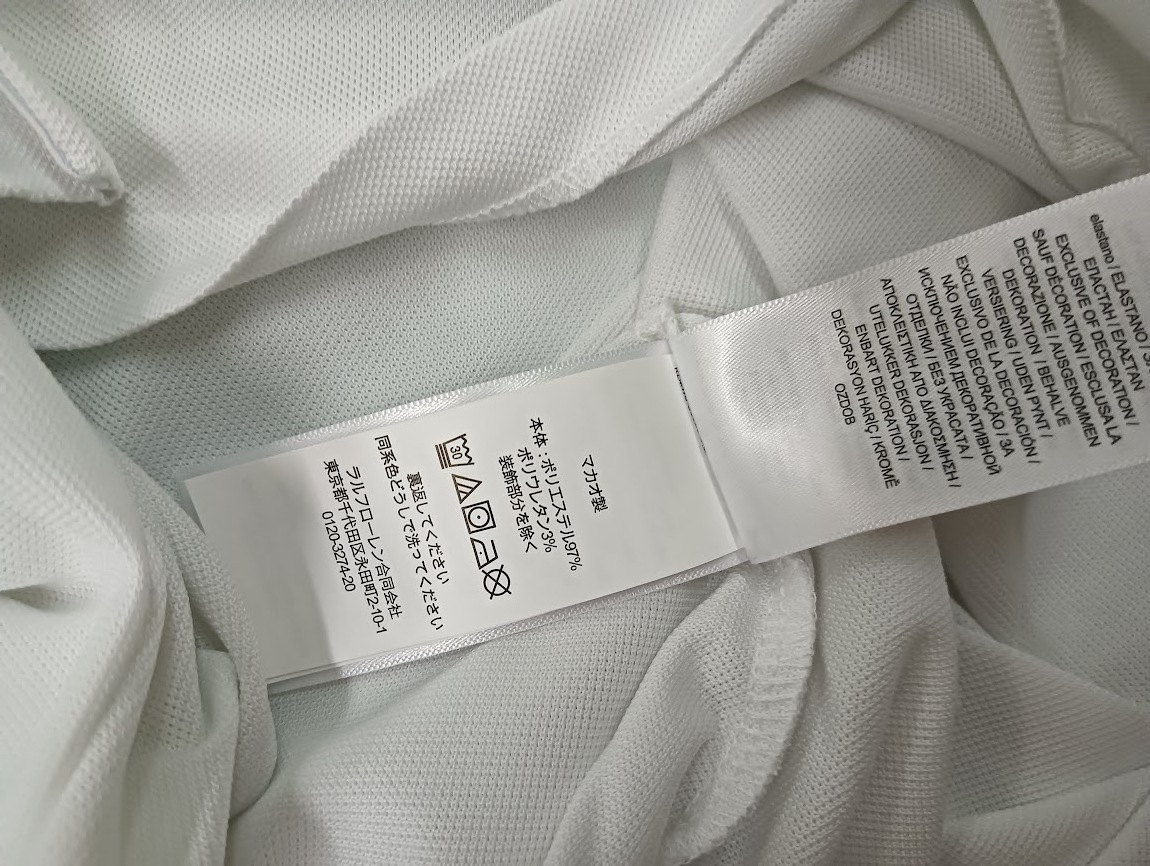 elastano / ELASTANO /
ЕПАСТАН / ΕΛΑΣΤΑΝ
EXCLUSIVE OF DECORATION /
SAUF DÉCORATION / ESCLUSA LA
DECORAZIONE / AUSGENOMMEN
DEKORATION / BEHALVE
VERSIERING / UDEN PYNT /
EXCLUSIVO DE LA DECORACIÓN /
NÃO INCLUI DECORAÇÃO / ЗА
ИСКЛЮЧЕНИЕМ ДЕКОРАТИВНОЙ
ОТДЕЛКИ / БЕЗ УКРАСАТА /
ΑΠΟΚΛΕΙΣΤΙΚΗ ΑΠΟ ΔΙΑΚΟΣΜΗΣΗ /
UTELUKKER DEKORASJON /
ENBART DEKORATION /
DEKORASYON HARİÇ / KROMĚ
OZDOB
マカオ製
本体 : ポリエステル97%
ポリウレタン3%
装飾部分を除く
30
裏返してください
同系色どうしで洗ってください
ラルフローレン合同会社
東京都千代田区永田町2-10-1
0120-3274-20